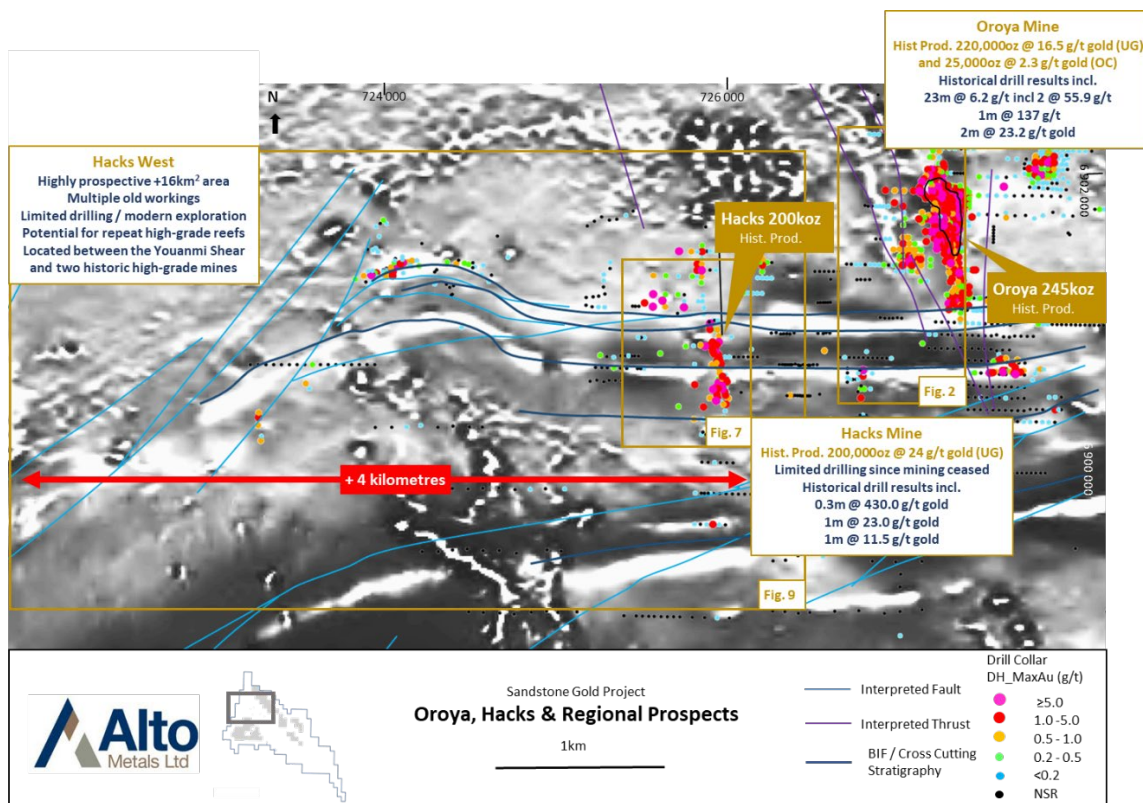 Oroya Mine
Hist Prod. 220,000oz @ 16.5 g/t gold (UG)
and 25,000oz @ 2.3 g/t gold (OC)
Historical drill results incl.
23m @ 6.2 g/t incl 2 @ 55.9 g/t
1m @ 137 g/t
2m @ 23.2 g/t gold
N
724 000
726 000
6 902,000
Hacks West
Highly prospective +16km² area
Multiple old workings
Limited drilling / modern exploration
Potential for repeat high-grade reefs
Located between the Youanmi Shear
and two historic high-grade mines
Hacks 200koz
Hist. Prod.
Oroya 245koz
Hist. Prod.
Fig. 2
Fig. 7
Hacks Mine
Hist. Prod. 200,000oz @ 24 g/t gold (UG)
Limited drilling since mining ceased
Historical drill results incl.
0.3m @ 430.0 g/t gold
1m @ 23.0 g/t gold
1m @ 11.5 g/t gold
6 900 000
+ 4 kilometres
Fig. 9
Alto
Metals Ltd
Sandstone Gold Project
Oroya, Hacks & Regional Prospects
1km
Interpreted Fault
Interpreted Thrust
BIF / Cross Cutting
Stratigraphy
Drill Collar
DH_MaxAu (g/t)
≥5.0
1.0 -5.0
0.5 - 1.0
0.2 - 0.5
<0.2
NSR